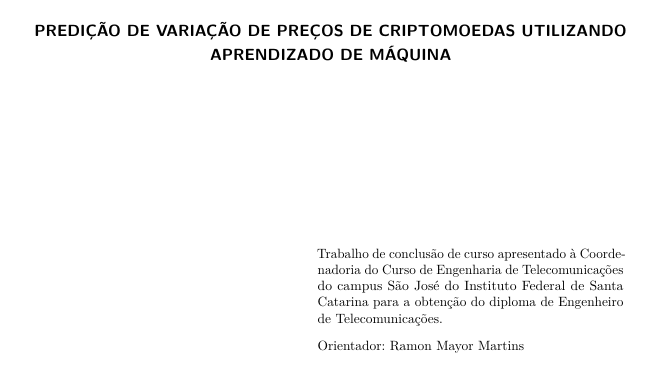 PREDIÇÃO DE VARIAÇÃO DE PREÇOS DE CRIPTOMOEDAS UTILIZANDO
APRENDIZADO DE MÁQUINA
Trabalho de conclusão de curso apresentado à Coorde-
nadoria do Curso de Engenharia de Telecomunicações
do campus São José do Instituto Federal de Santa
Catarina para a obtenção do diploma de Engenheiro
de Telecomunicações.
Orientador: Ramon Mayor Martins